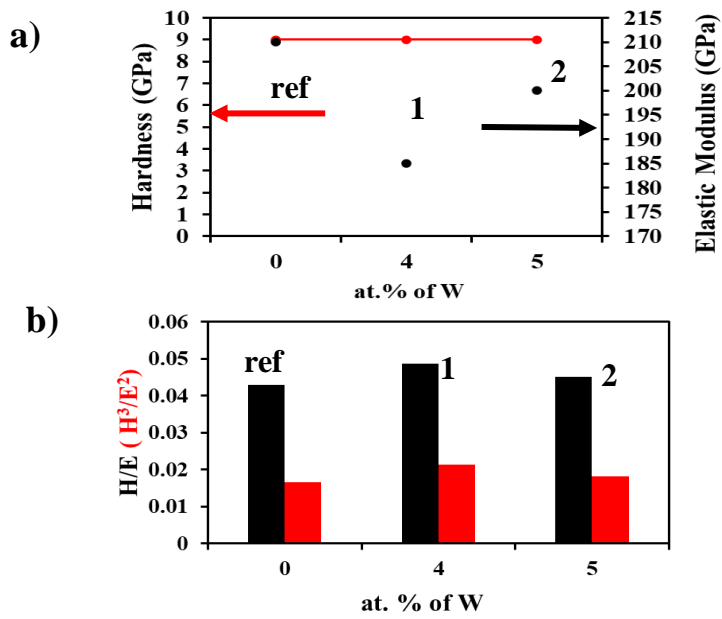 a)
Hardness (GPa)
10
9
8
7
6
5
4
3
2
1
0
ref
1
2
215
210
205
200
195
190
185
180
175
170
Elastic Modulus (GPa)
0 4 5
at.% of W
b)
H/E ( H³/E²)
0.06
0.05
0.04
0.03
0.02
0.01
0
ref
1
2
0 4 5
at. % of W